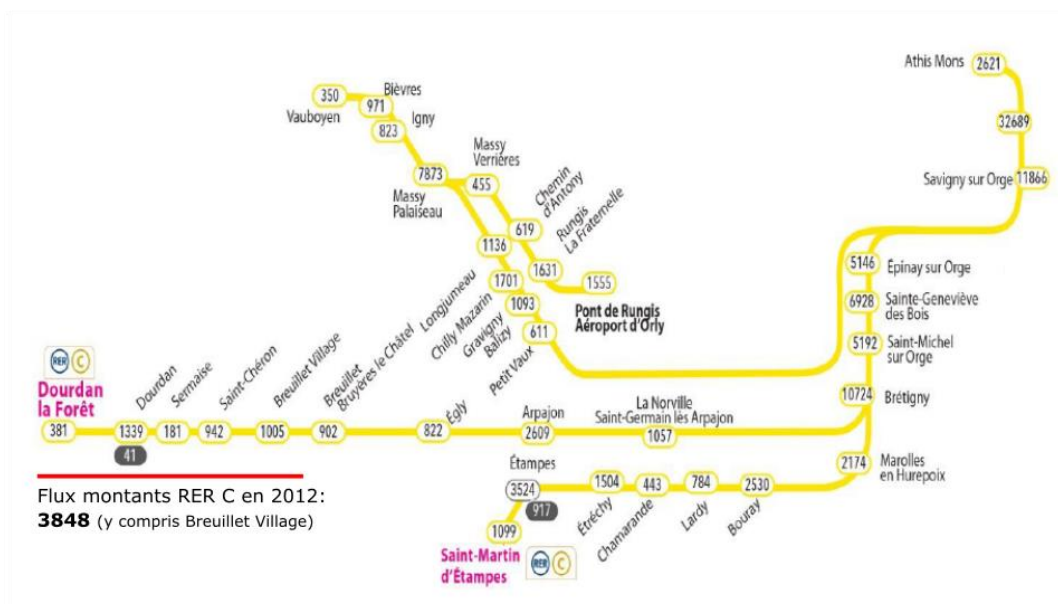 Athis Mons
2621
32689
Savigny sur Orge
11866
350
Vauboyen
Bièvres
971
Igny
823
7873
Massy
Palaiseau
Massy
Verrières
455
Chemin
d'Antony
619
Rungis
La Fraternelle
1631
1555
Pont de Rungis
Aéroport d'Orly
1136
Longjumeau
1701
Chilly Mazarin
1093
Gravigny
Balizy
611
Petit Vaux
5146
Épinay sur Orge
6928
Sainte-Geneviève
des Bois
5192
Saint-Michel
sur Orge
10724
Brétigny
RER C
Dourdan
la Forêt
381
Dourdan
1339
41
Sermaise
181
Saint-Chéron
942
Breuillet Village
1005
Breuillet
Bruyères le Châtel
902
Égly
822
Arpajon
2609
La Norville
Saint-Germain lès Arpajon
1057
2174
Marolles
en Hurepoix
Étampes
3524
917
1504
Étréchy
443
Chamarande
784
Lardy
2530
Bouray
1099
Saint-Martin
d'Étampes
RER C
Flux montants RER C en 2012:
3848 (y compris Breuillet Village)